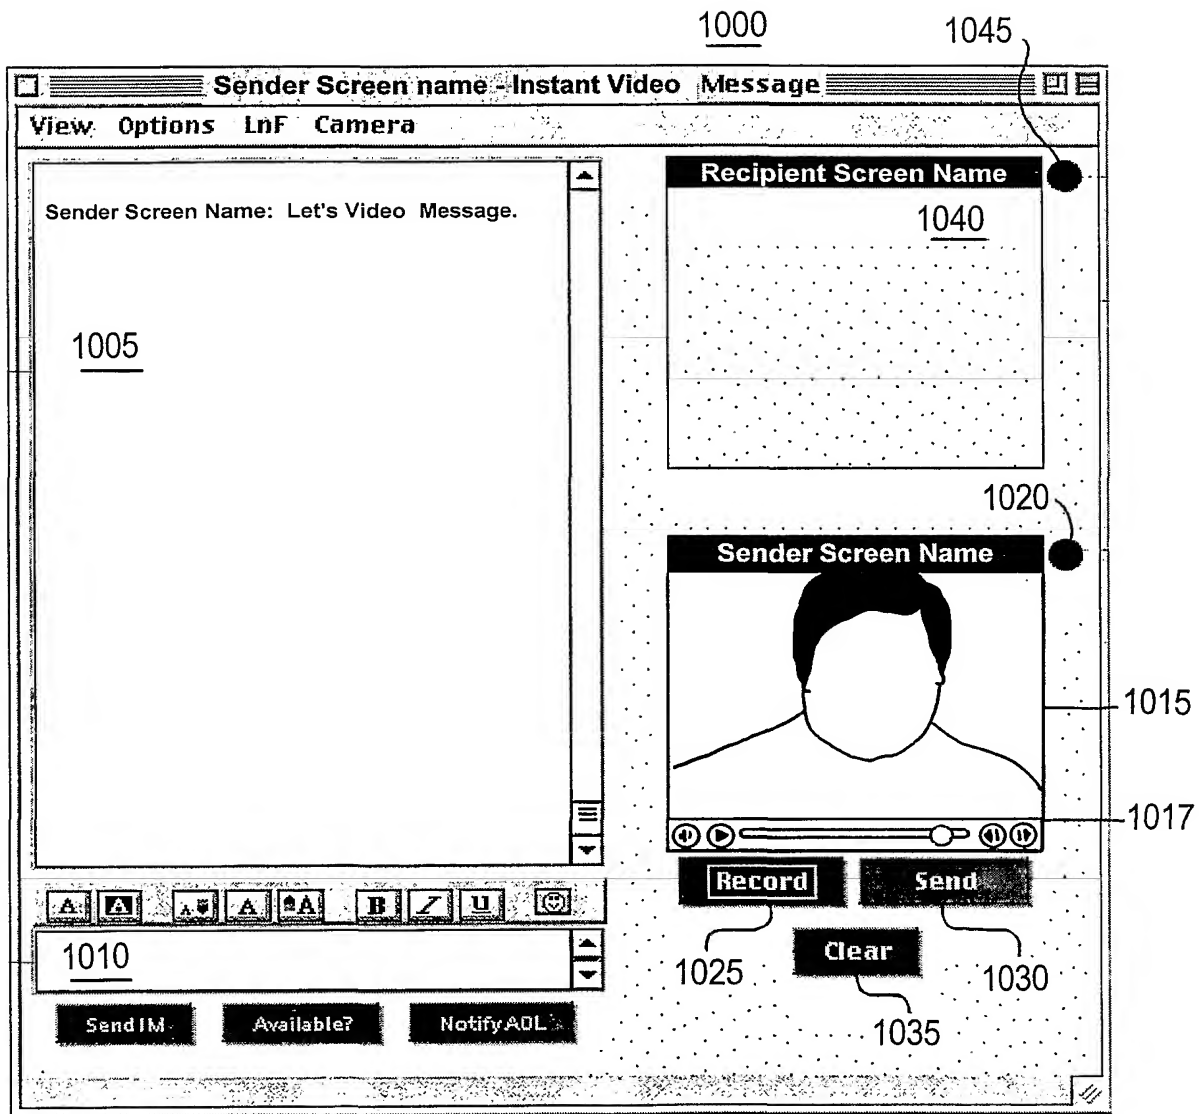 1000
1045
Sender Screen name - Instant Video Message
View Options LnF Camera
Recipient Screen Name
Sender Screen Name: Let's Video Message.
1040
1005
1020
Sender Screen Name
1015
1017
Record Send
A A A A A B I U
1010
Clear
1025
1030
Send IM Available? Notify AOL
1035